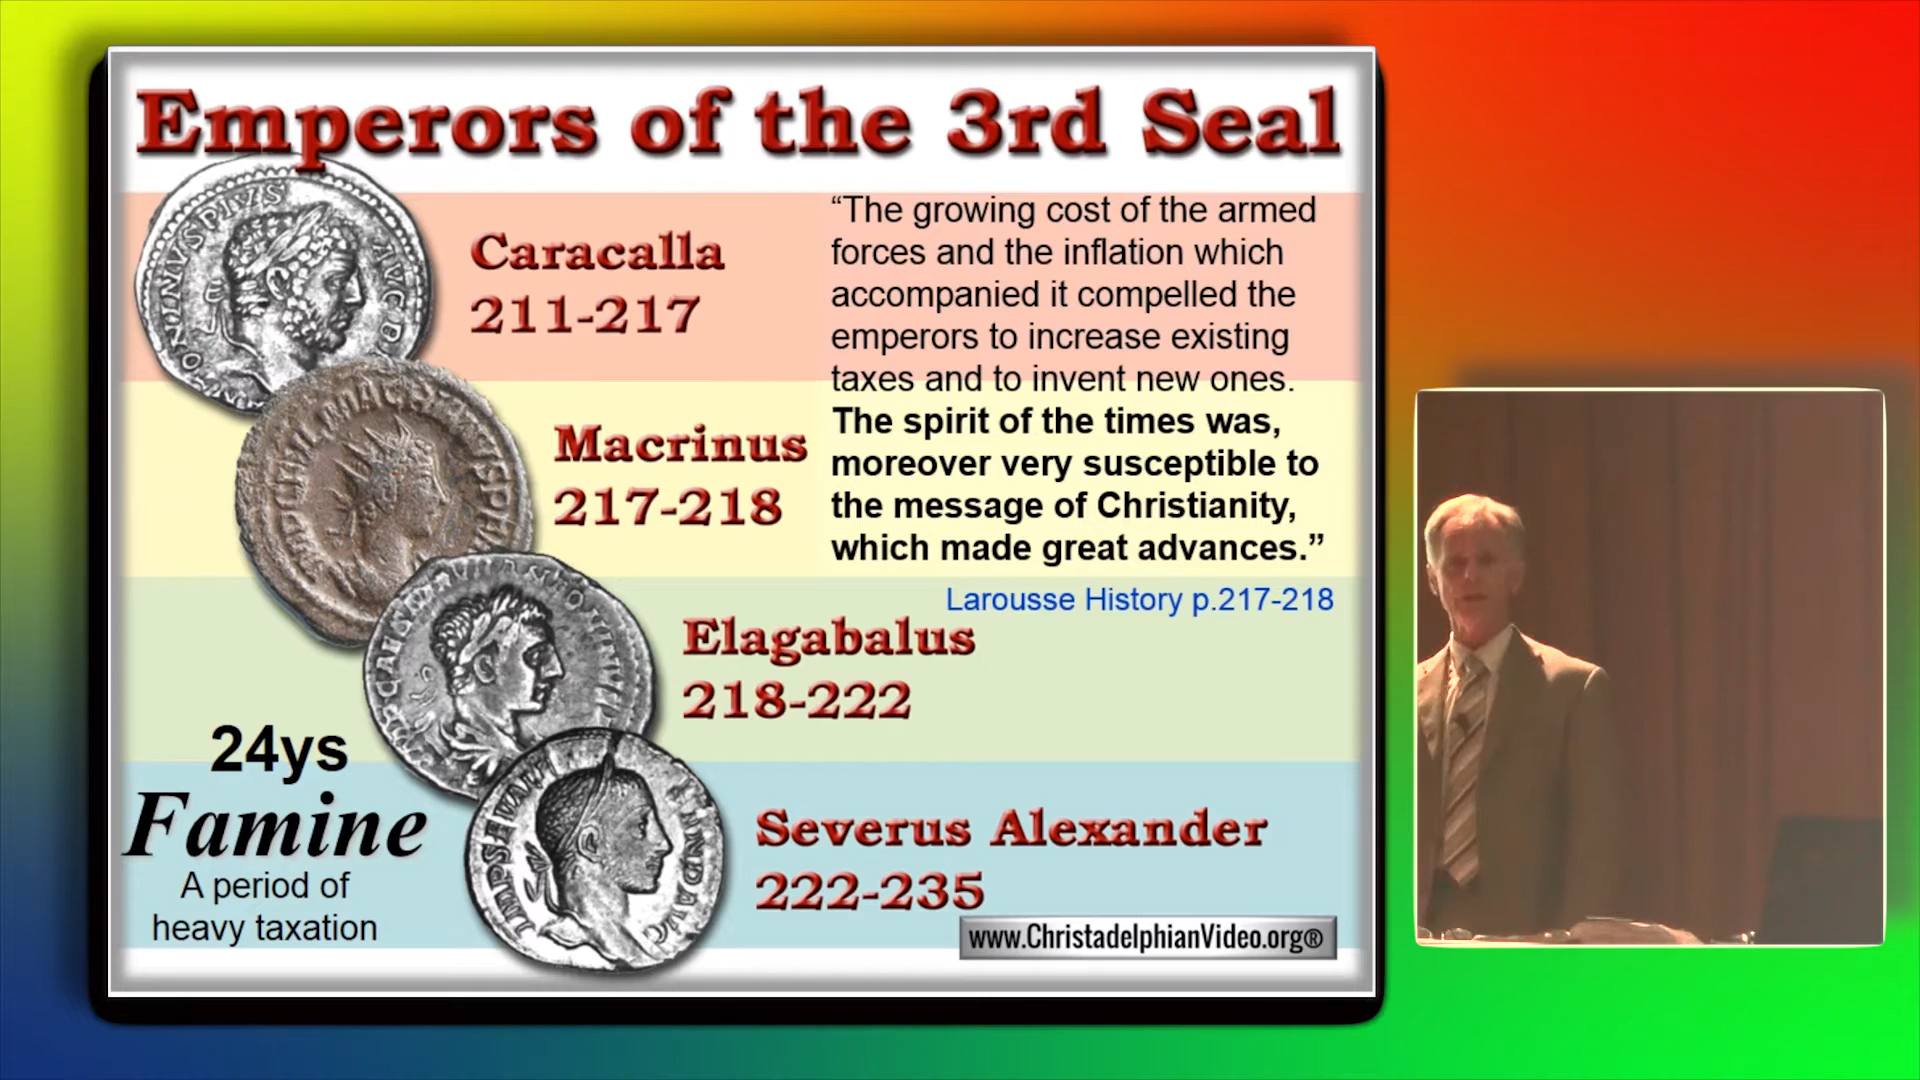 Emperors of the 3rd Seal
Caracalla
211-217
“The growing cost of the armed
forces and the inflation which
accompanied it compelled the
emperors to increase existing
taxes and to invent new ones.
The spirit of the times was,
moreover very susceptible to
the message of Christianity,
which made great advances.”
Larousse History p.217-218
Macrinus
217-218
Elagabalus
218-222
Severus Alexander
222-235
24ys
Famine
A period of
heavy taxation
www.ChristadelphianVideo.org®